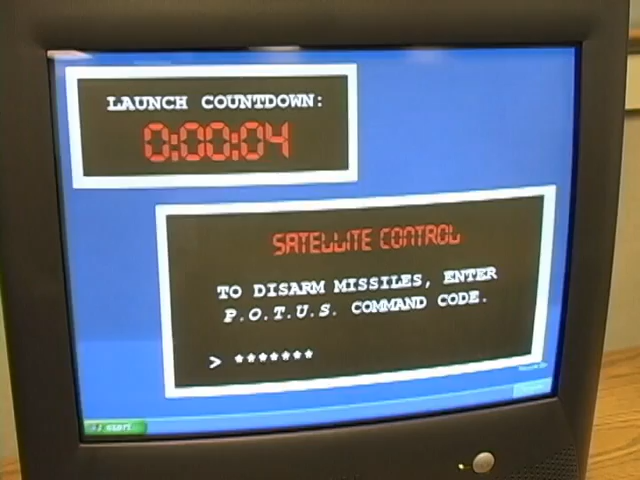 LAUNCH COUNTDOWN:
0:00:04
SATELLITE CONTROL
TO DISARM MISSILES, ENTER
P.O.T.U.S. COMMAND CODE.
> *******
start